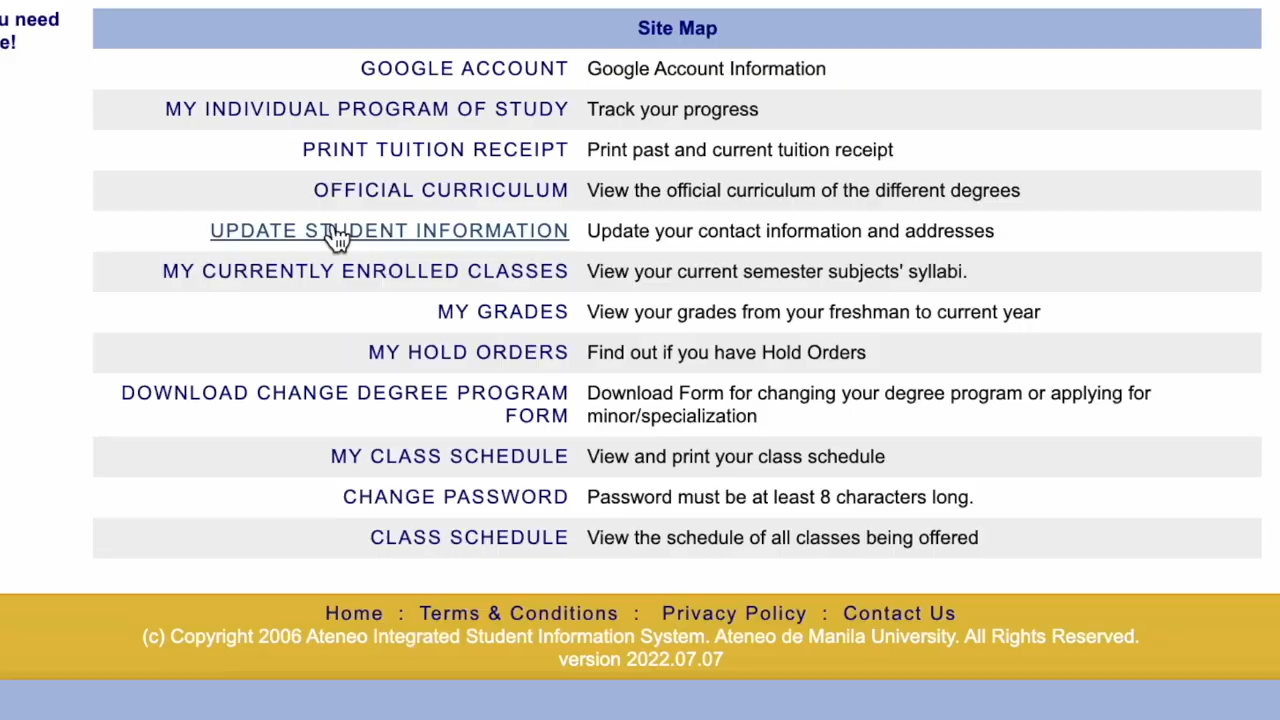 u need
e!
Site Map
GOOGLE ACCOUNT Google Account Information
MY INDIVIDUAL PROGRAM OF STUDY Track your progress
PRINT TUITION RECEIPT Print past and current tuition receipt
OFFICIAL CURRICULUM View the official curriculum of the different degrees
UPDATE STUDENT INFORMATION Update your contact information and addresses
MY CURRENTLY ENROLLED CLASSES View your current semester subjects' syllabi.
MY GRADES View your grades from your freshman to current year
MY HOLD ORDERS Find out if you have Hold Orders
DOWNLOAD CHANGE DEGREE PROGRAM Download Form for changing your degree program or applying for
FORM minor/specialization
MY CLASS SCHEDULE View and print your class schedule
CHANGE PASSWORD Password must be at least 8 characters long.
CLASS SCHEDULE View the schedule of all classes being offered
Home : Terms & Conditions : Privacy Policy : Contact Us
(c) Copyright 2006 Ateneo Integrated Student Information System. Ateneo de Manila University. All Rights Reserved.
version 2022.07.07